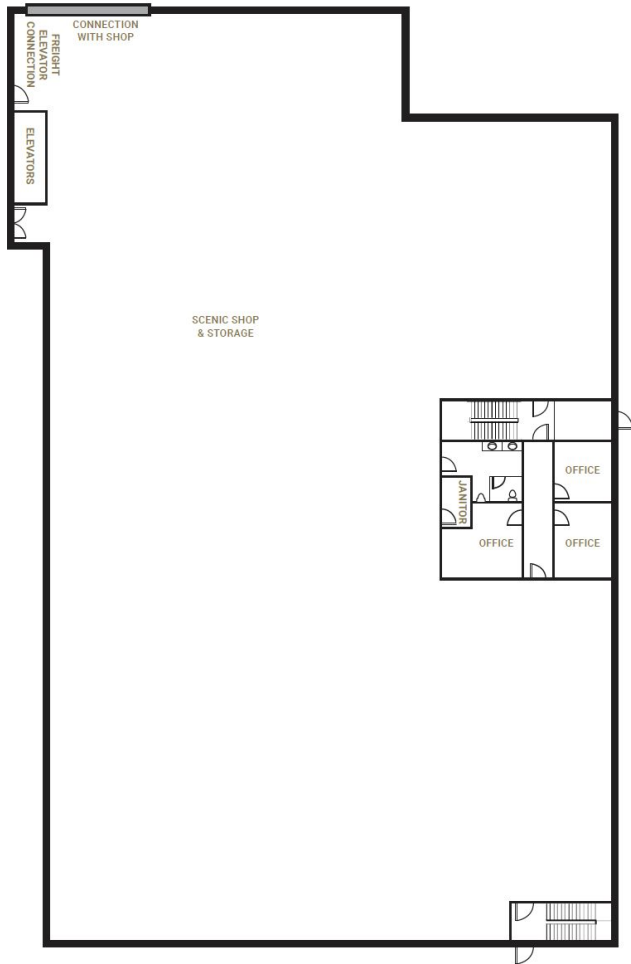 CONNECTION
WITH SHOP
FREIGHT
ELEVATOR
CONNECTION
ELEVATORS
SCENIC SHOP
& STORAGE
OFFICE
JANITOR
OFFICE
OFFICE